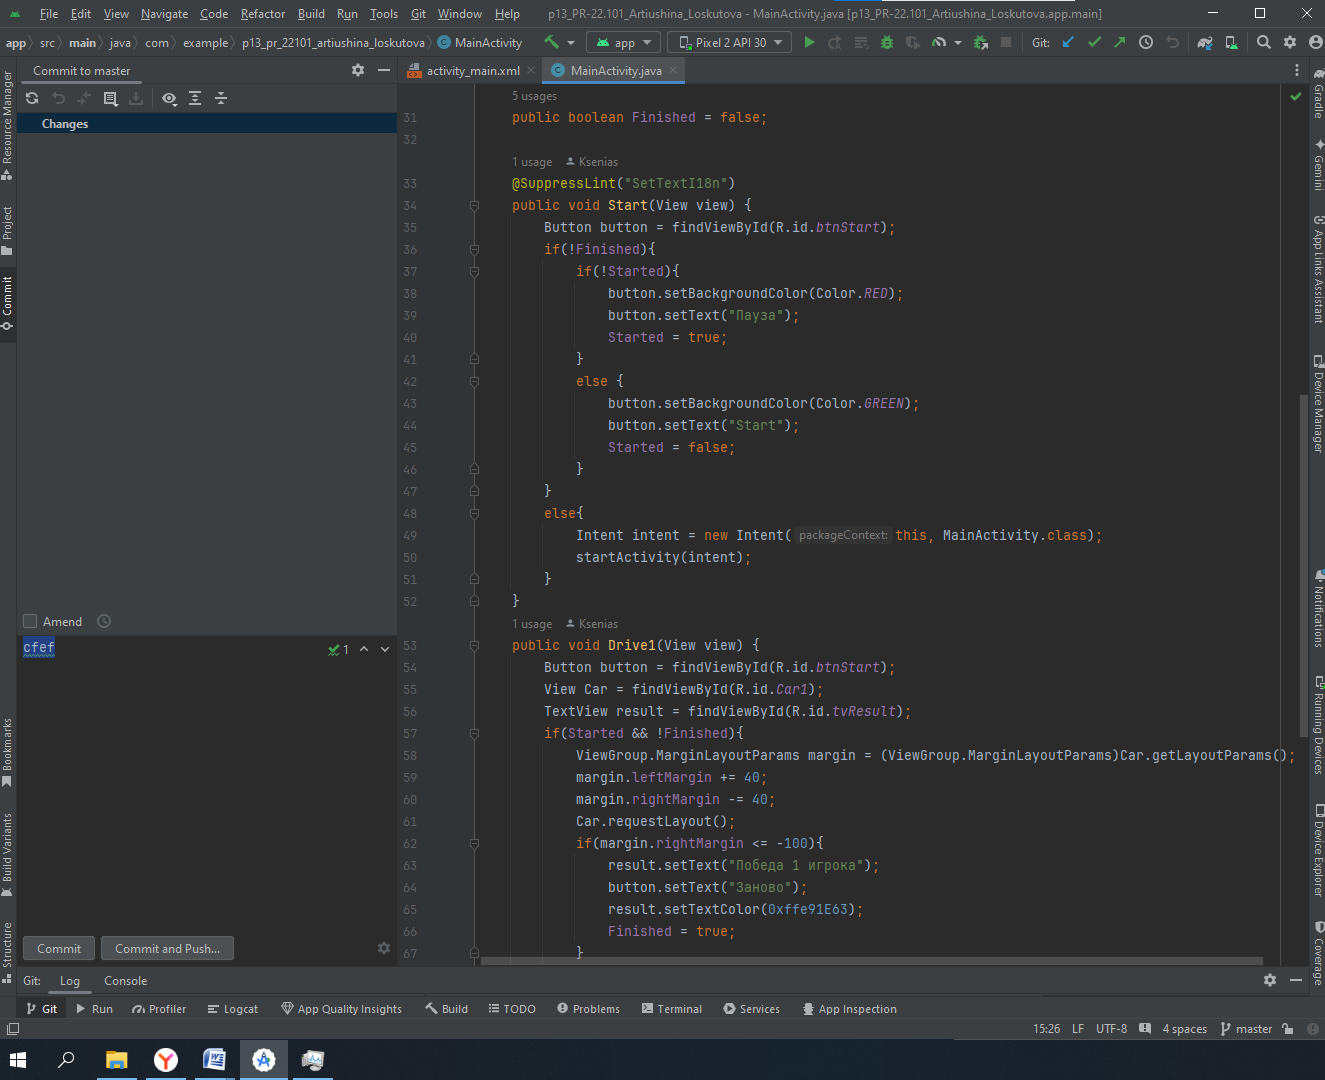 File Edit View Navigate Code Refactor Build Run Tools Git Window Help p13_PR-22.101_Artiushina_Loskutova - MainActivity.java [p13_PR-22.101_Artiushina_Loskutova.app.main]
app src main java com example p13_pr_22101_artiushina_loskutova MainActivity app Pixel 2 API 30 Git:
Commit to master
activity_main.xml MainActivity.java
Changes
5 usages
31 public boolean Finished = false;
32
1 usage Ksenias
33 @SuppressLint("SetTextI18n")
34 public void Start(View view) {
35 Button button = findViewById(R.id.btnStart);
36 if(!Finished){
37 if(!Started){
38 button.setBackgroundColor(Color.RED);
39 button.setText("Пауза");
40 Started = true;
41 }
42 else {
43 button.setBackgroundColor(Color.GREEN);
44 button.setText("Start");
45 Started = false;
46 }
47 }
48 else{
49 Intent intent = new Intent( packageContext: this, MainActivity.class);
50 startActivity(intent);
51 }
52 }
1 usage Ksenias
53 public void Drive1(View view) {
54 Button button = findViewById(R.id.btnStart);
55 View Car = findViewById(R.id.Car1);
56 TextView result = findViewById(R.id.tvResult);
57 if(Started && !Finished){
58 ViewGroup.MarginLayoutParams margin = (ViewGroup.MarginLayoutParams)Car.getLayoutParams();
59 margin.leftMargin += 40;
60 margin.rightMargin -= 40;
61 Car.requestLayout();
62 if(margin.rightMargin <= -100){
63 result.setText("Победа 1 игрока");
64 button.setText("Заново");
65 result.setTextColor(0xffe91E63);
66 Finished = true;
67 }
Amend
cfef
1
Commit Commit and Push...
Resource Manager
Project
Commit
Bookmarks
Build Variants
Structure
Gradle
Gemini
App Links Assistant
Device Manager
Notifications
Running Devices
Device Explorer
Coverage
Git: Log Console
Git Run Profiler Logcat App Quality Insights Build TODO Problems Terminal Services App Inspection
15:26 LF UTF-8 4 spaces master